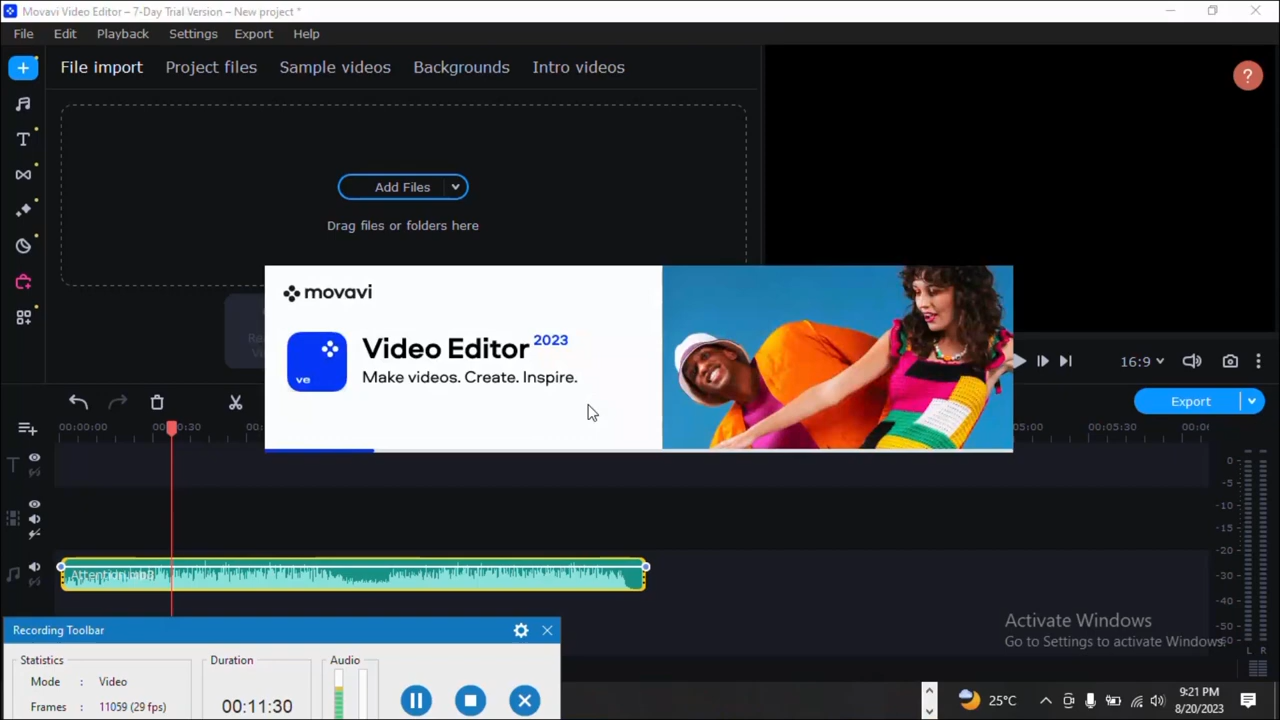 Movavi Video Editor – 7-Day Trial Version – New project *
File Edit Playback Settings Export Help
File import Project files Sample videos Backgrounds Intro videos
Add Files
Drag files or folders here
movavi
Video Editor 2023
Make videos. Create. Inspire.
ve
16:9
Export
00:00:00
:30
05:00 00:05:30
0
-5
-10
-15
-20
-30
-40
-50
L R
Attention.mp3
Activate Windows
Go to Settings to activate Windows.
Recording Toolbar
Statistics
Mode : Video
Frames : 11059 (29 fps)
Duration
00:11:30
Audio
25°C
9:21 PM
8/20/2023